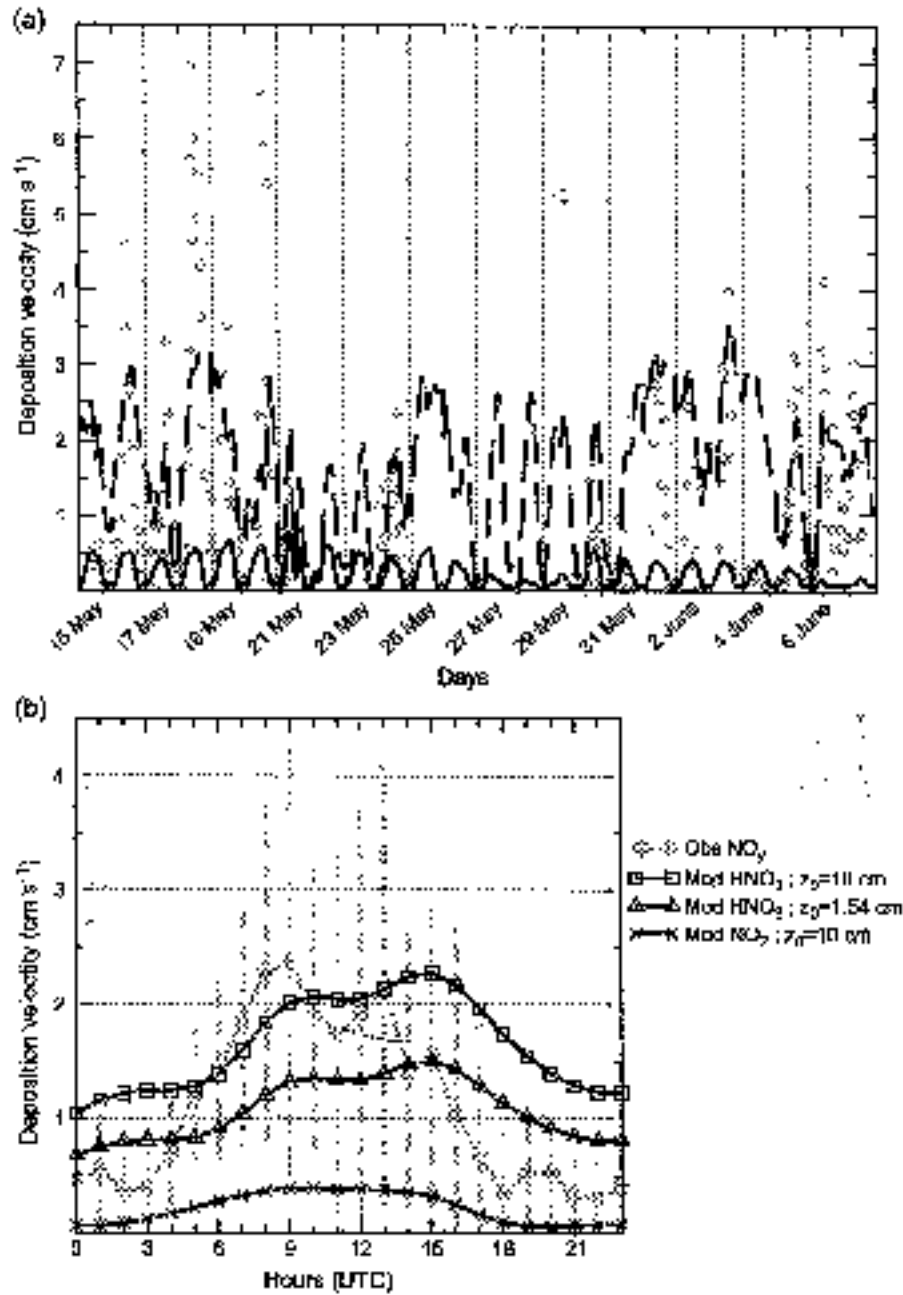 (a)
7
6
5
4
3
2
1
Deposition velocity (cm s⁻¹)
15 May
17 May
19 May
21 May
23 May
25 May
27 May
29 May
31 May
2 June
4 June
6 June
Days
(b)
4
3
2
1
Deposition velocity (cm s⁻¹)
0
3
6
9
12
15
18
21
Hours (UTC)
Obs NOy
Mod HNO₃ ; z₀=10 cm
Mod HNO₃ ; z₀=1.54 cm
Mod NO₂ ; z₀=10 cm